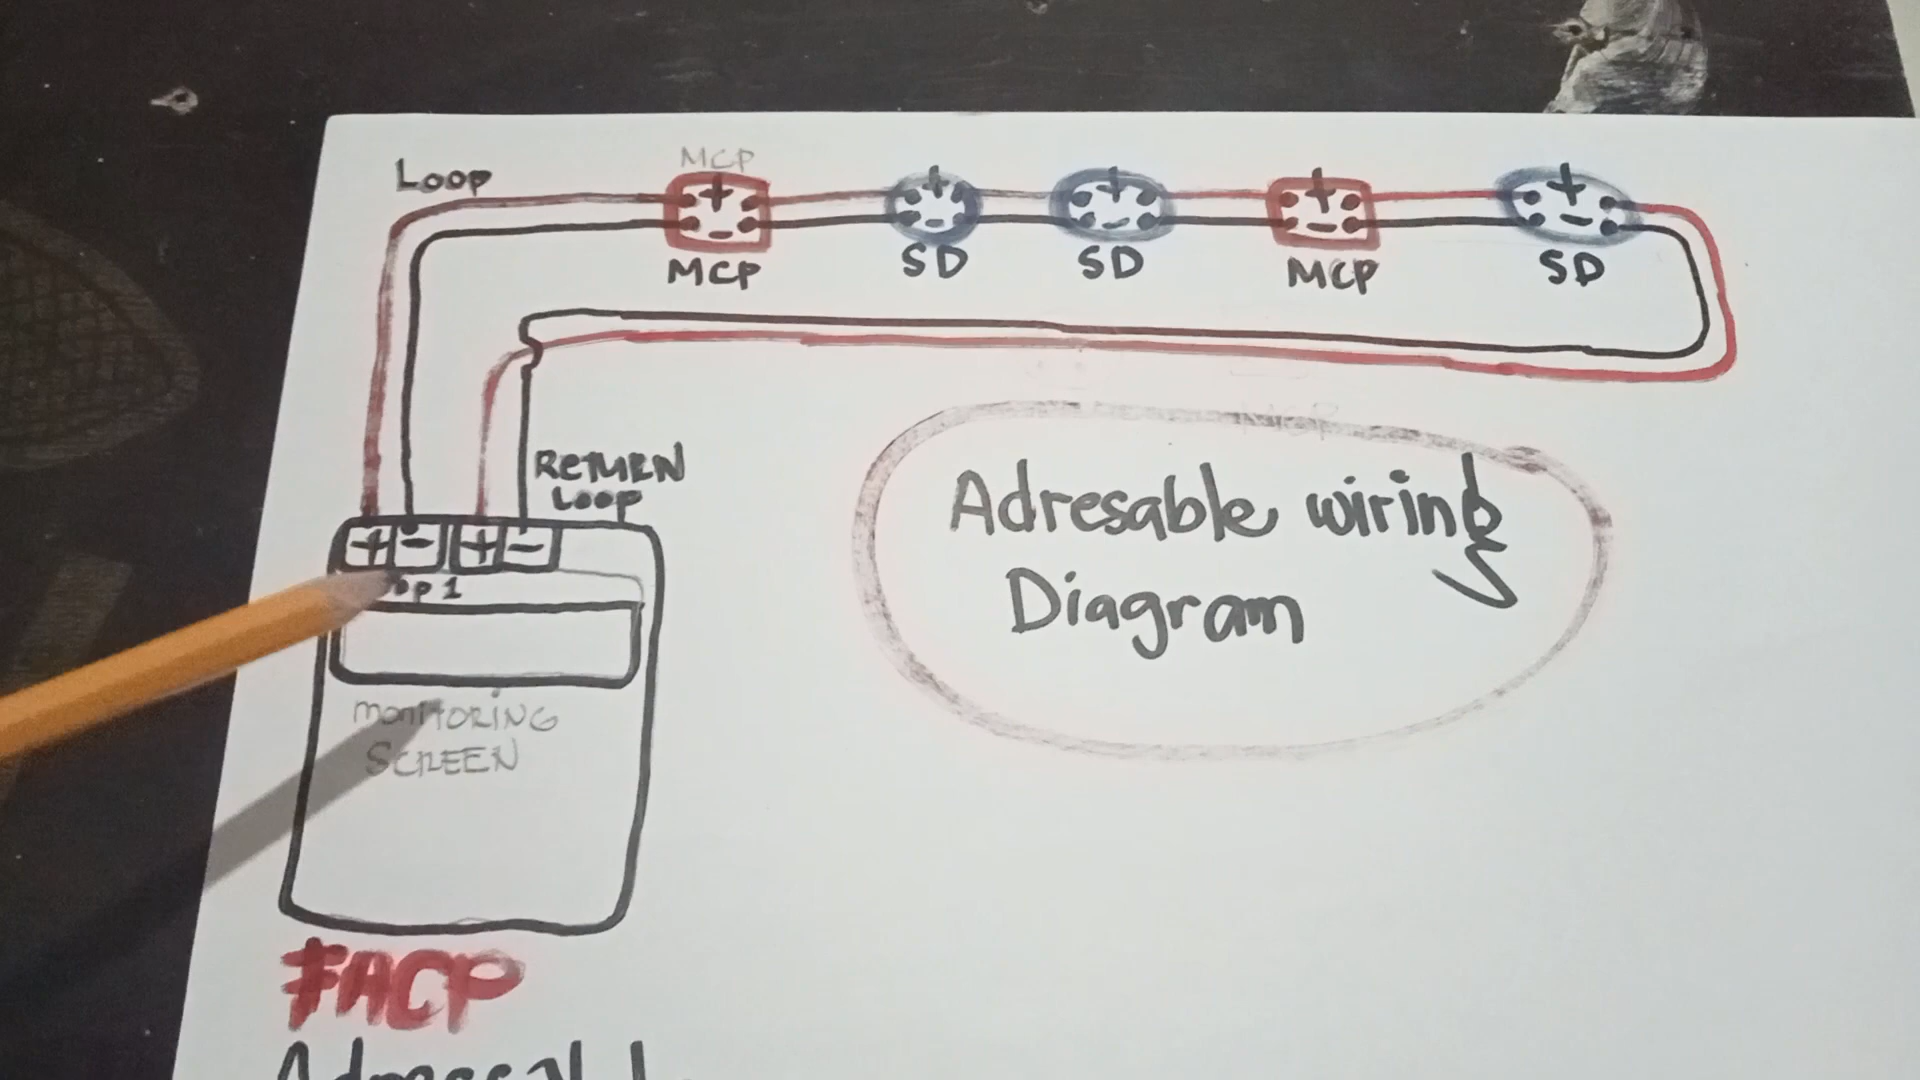 MCP
Loop
+ + + + +
- - - - -
MCP SD SD MCP SD
RETURN
LOOP
+ - + -
op 1
MONITORING
SCREEN
Adresable wiring
Diagram
FACP